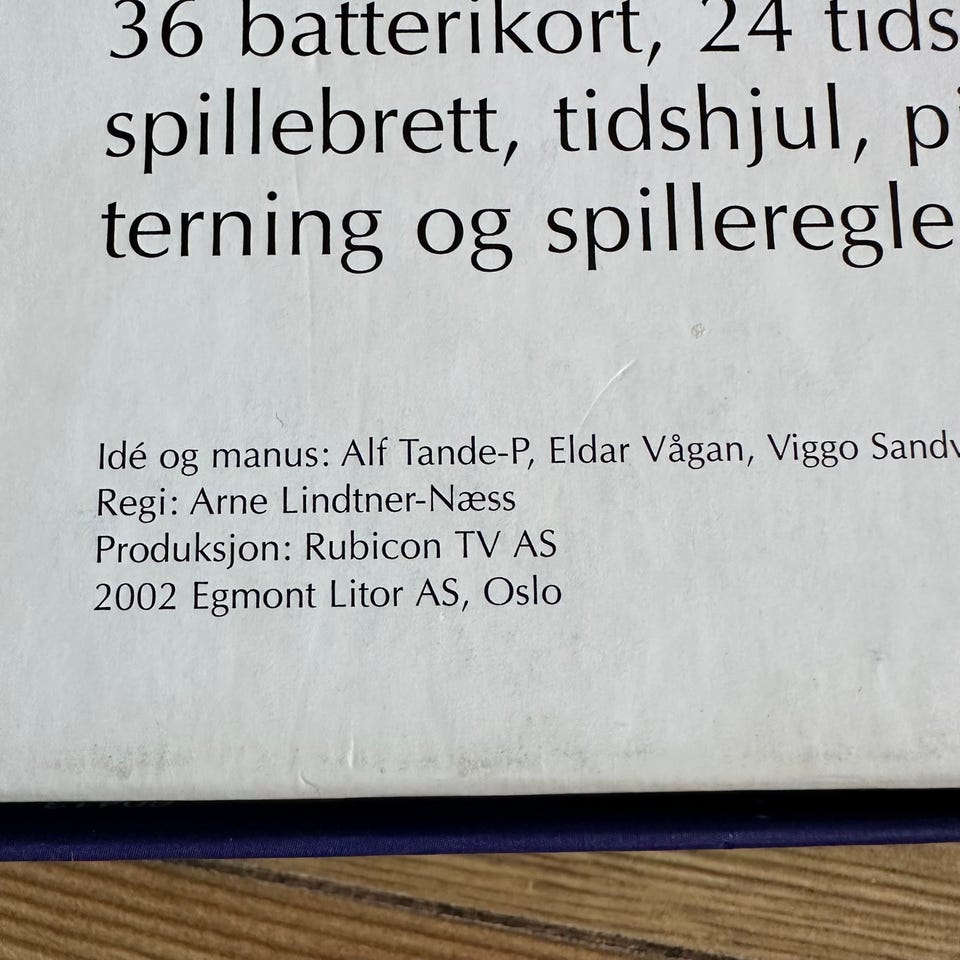 36 batterikort, 24 tids
spillebrett, tidshjul,
terning og spilleregle
Idé og manus: Alf Tande-P, Eldar Vågan, Viggo Sandv
Regi: Arne Lindtner-Næss
Produksjon: Rubicon TV AS
2002 Egmont Litor AS, Oslo